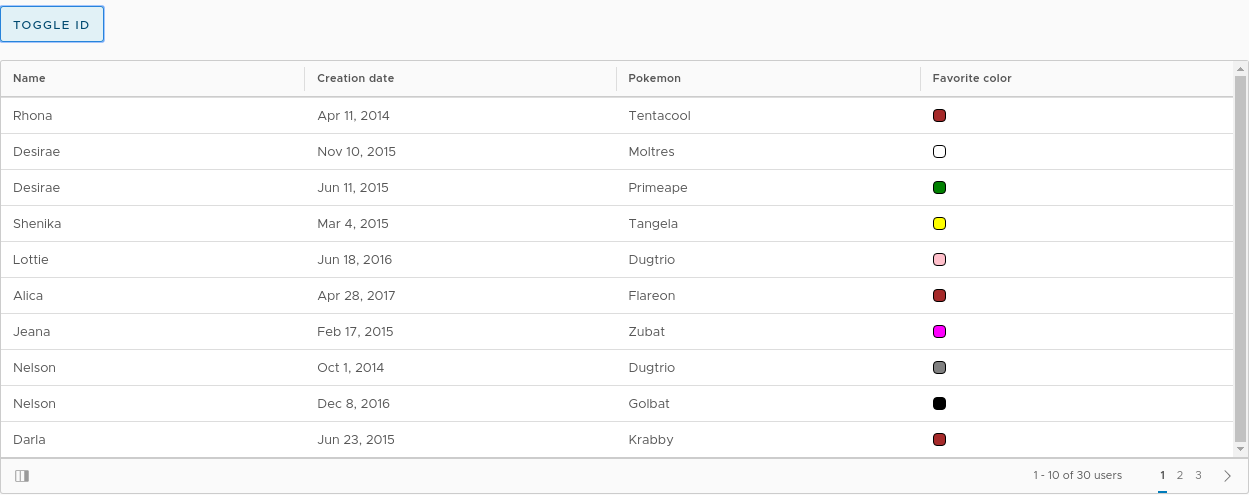 TOGGLE ID
Name Creation date Pokemon Favorite color
Rhona Apr 11, 2014 Tentacool
Desirae Nov 10, 2015 Moltres
Desirae Jun 11, 2015 Primeape
Shenika Mar 4, 2015 Tangela
Lottie Jun 18, 2016 Dugtrio
Alica Apr 28, 2017 Flareon
Jeana Feb 17, 2015 Zubat
Nelson Oct 1, 2014 Dugtrio
Nelson Dec 8, 2016 Golbat
Darla Jun 23, 2015 Krabby
1 - 10 of 30 users 1 2 3